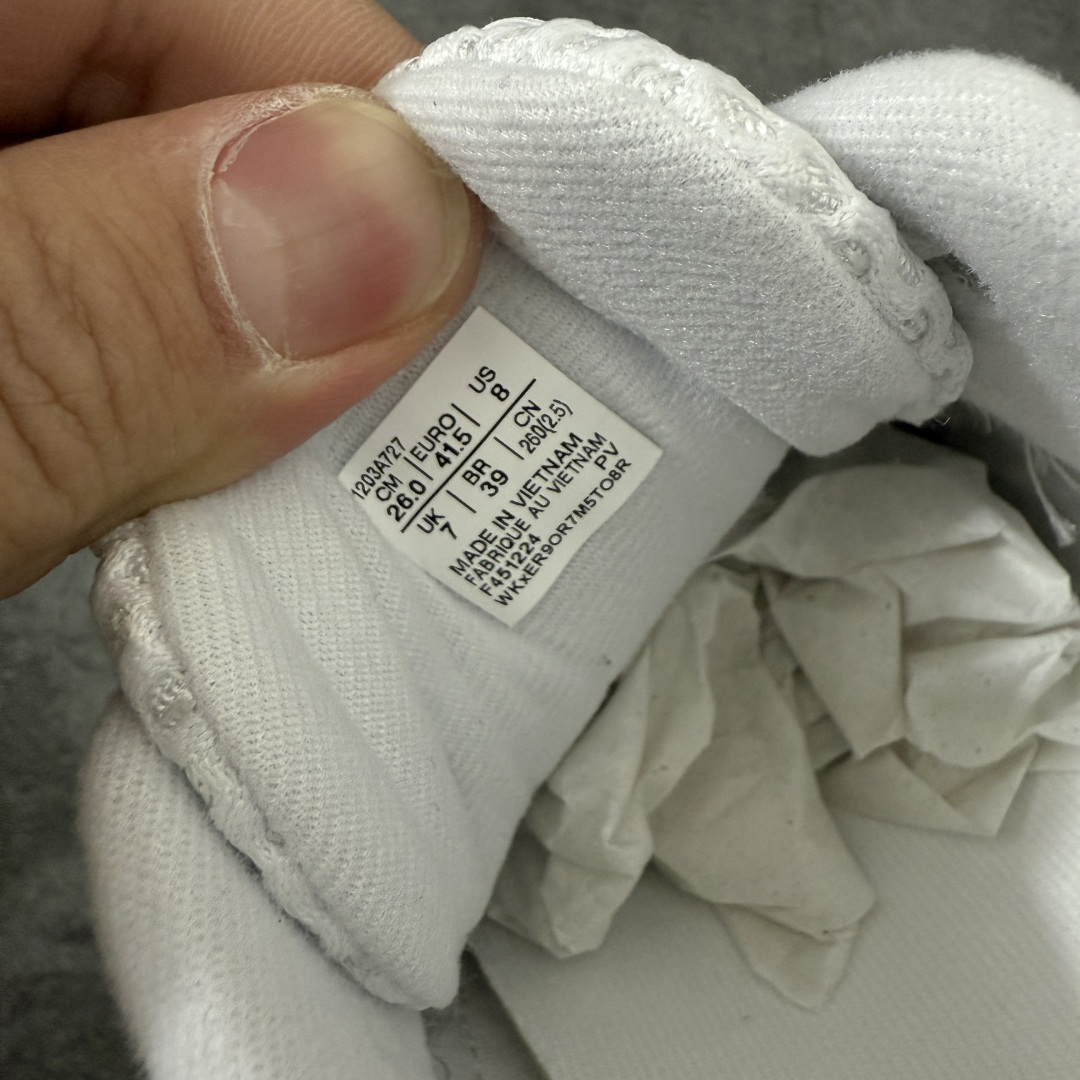 1203A727
CM | EURO | US
26.0 | 41.5 | 8
UK | BR | CN
7 | 39 | 260(2.5)
MADE IN VIETNAM
FABRIQUE AU VIETNAM
F451224 PV
WKxER9OR7M5TO8R